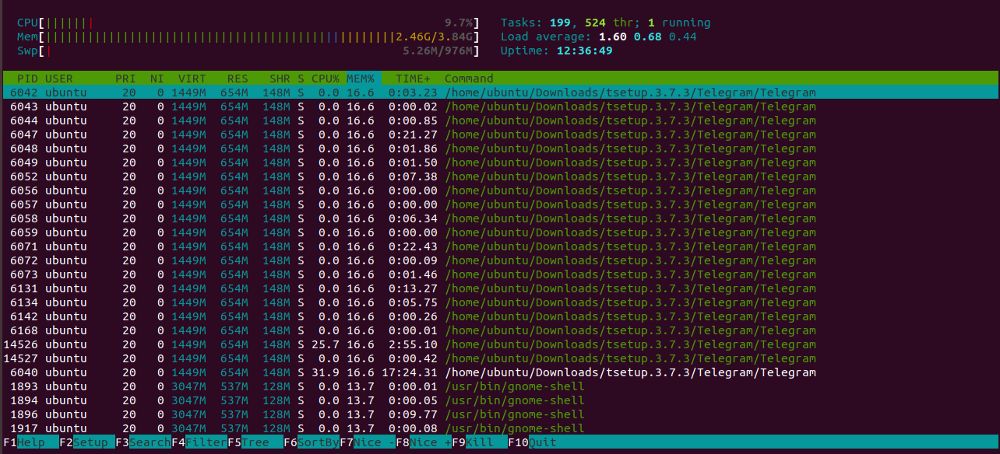 CPU[||||||| 9.7%] Tasks: 199, 524 thr; 1 running
Mem[||||||||||||||||||||||||||||||||||||||||||||||||||2.46G/3.84G] Load average: 1.60 0.68 0.44
Swp[| 5.26M/976M] Uptime: 12:36:49
PID USER PRI NI VIRT RES SHR S CPU% MEM% TIME+ Command
6042 ubuntu 20 0 1449M 654M 148M S 0.0 16.6 0:03.23 /home/ubuntu/Downloads/tsetup.3.7.3/Telegram/Telegram
6043 ubuntu 20 0 1449M 654M 148M S 0.0 16.6 0:00.02 /home/ubuntu/Downloads/tsetup.3.7.3/Telegram/Telegram
6044 ubuntu 20 0 1449M 654M 148M S 0.0 16.6 0:00.85 /home/ubuntu/Downloads/tsetup.3.7.3/Telegram/Telegram
6047 ubuntu 20 0 1449M 654M 148M S 0.0 16.6 0:21.27 /home/ubuntu/Downloads/tsetup.3.7.3/Telegram/Telegram
6048 ubuntu 20 0 1449M 654M 148M S 0.0 16.6 0:01.86 /home/ubuntu/Downloads/tsetup.3.7.3/Telegram/Telegram
6049 ubuntu 20 0 1449M 654M 148M S 0.0 16.6 0:01.50 /home/ubuntu/Downloads/tsetup.3.7.3/Telegram/Telegram
6052 ubuntu 20 0 1449M 654M 148M S 0.0 16.6 0:07.38 /home/ubuntu/Downloads/tsetup.3.7.3/Telegram/Telegram
6056 ubuntu 20 0 1449M 654M 148M S 0.0 16.6 0:00.00 /home/ubuntu/Downloads/tsetup.3.7.3/Telegram/Telegram
6057 ubuntu 20 0 1449M 654M 148M S 0.0 16.6 0:00.00 /home/ubuntu/Downloads/tsetup.3.7.3/Telegram/Telegram
6058 ubuntu 20 0 1449M 654M 148M S 0.0 16.6 0:06.34 /home/ubuntu/Downloads/tsetup.3.7.3/Telegram/Telegram
6059 ubuntu 20 0 1449M 654M 148M S 0.0 16.6 0:00.00 /home/ubuntu/Downloads/tsetup.3.7.3/Telegram/Telegram
6071 ubuntu 20 0 1449M 654M 148M S 0.0 16.6 0:22.43 /home/ubuntu/Downloads/tsetup.3.7.3/Telegram/Telegram
6072 ubuntu 20 0 1449M 654M 148M S 0.0 16.6 0:00.09 /home/ubuntu/Downloads/tsetup.3.7.3/Telegram/Telegram
6073 ubuntu 20 0 1449M 654M 148M S 0.0 16.6 0:01.46 /home/ubuntu/Downloads/tsetup.3.7.3/Telegram/Telegram
6131 ubuntu 20 0 1449M 654M 148M S 0.0 16.6 0:13.27 /home/ubuntu/Downloads/tsetup.3.7.3/Telegram/Telegram
6134 ubuntu 20 0 1449M 654M 148M S 0.0 16.6 0:05.75 /home/ubuntu/Downloads/tsetup.3.7.3/Telegram/Telegram
6142 ubuntu 20 0 1449M 654M 148M S 0.0 16.6 0:00.26 /home/ubuntu/Downloads/tsetup.3.7.3/Telegram/Telegram
6168 ubuntu 20 0 1449M 654M 148M S 0.0 16.6 0:00.01 /home/ubuntu/Downloads/tsetup.3.7.3/Telegram/Telegram
14526 ubuntu 20 0 1449M 654M 148M S 25.7 16.6 2:55.10 /home/ubuntu/Downloads/tsetup.3.7.3/Telegram/Telegram
14527 ubuntu 20 0 1449M 654M 148M S 0.0 16.6 0:00.42 /home/ubuntu/Downloads/tsetup.3.7.3/Telegram/Telegram
6040 ubuntu 20 0 1449M 654M 148M S 31.9 16.6 17:24.31 /home/ubuntu/Downloads/tsetup.3.7.3/Telegram/Telegram
1893 ubuntu 20 0 3047M 537M 128M S 0.0 13.7 0:00.01 /usr/bin/gnome-shell
1894 ubuntu 20 0 3047M 537M 128M S 0.0 13.7 0:00.05 /usr/bin/gnome-shell
1896 ubuntu 20 0 3047M 537M 128M S 0.0 13.7 0:09.77 /usr/bin/gnome-shell
1917 ubuntu 20 0 3047M 537M 128M S 0.0 13.7 0:00.08 /usr/bin/gnome-shell
F1Help F2Setup F3SearchF4FilterF5Tree F6SortByF7Nice -F8Nice +F9Kill F10Quit